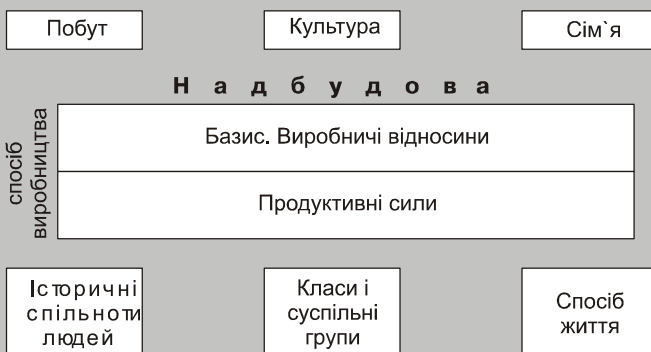 Побут
Культура
Сім`я
Надбудова
спосіб
виробництва
Базис. Виробничі відносини
Продуктивні сили
Історичні
спільноти
людей
Класи і
суспільні
групи
Спосіб
життя